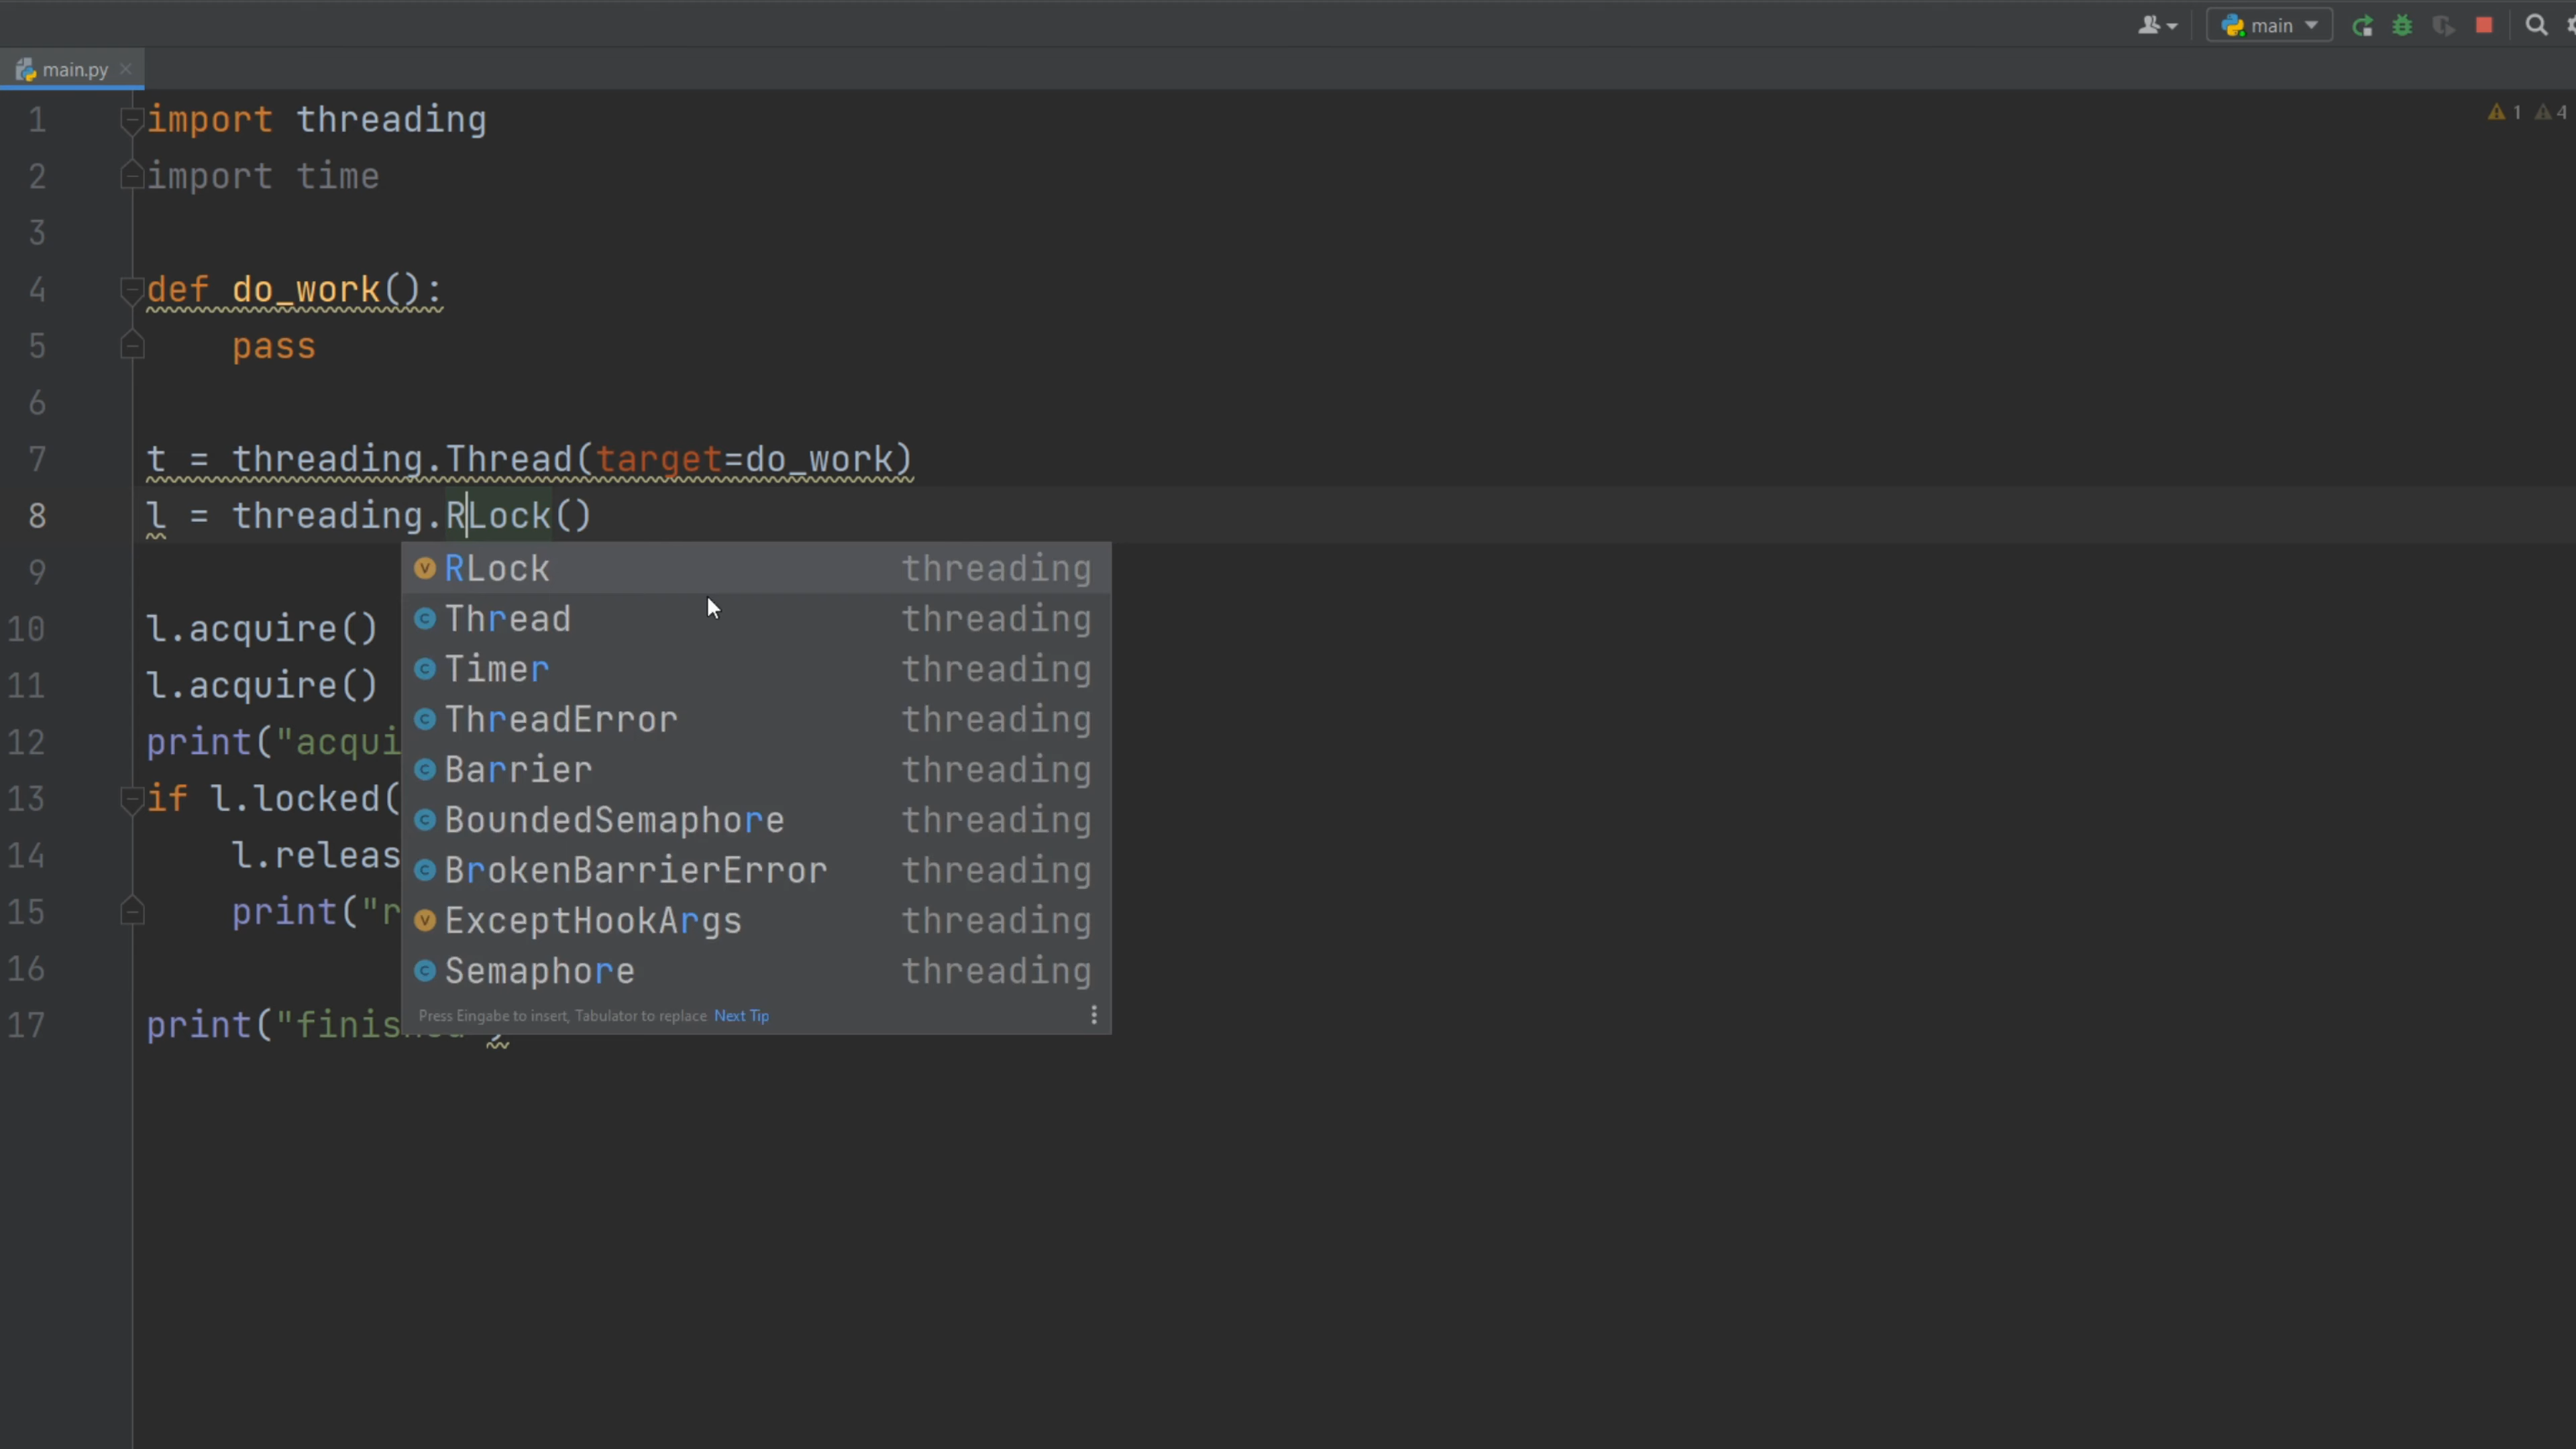 main
main.py
1 4
1 import threading
2 import time
3
4 def do_work():
5 pass
6
7 t = threading.Thread(target=do_work)
8 l = threading.RLock()
9
10 l.acquire()
11 l.acquire()
12 print("acqui
13 if l.locked(
14 l.releas
15 print("r
16
17 print("finis
RLock threading
Thread threading
Timer threading
ThreadError threading
Barrier threading
BoundedSemaphore threading
BrokenBarrierError threading
ExceptHookArgs threading
Semaphore threading
Press Eingabe to insert, Tabulator to replace Next Tip